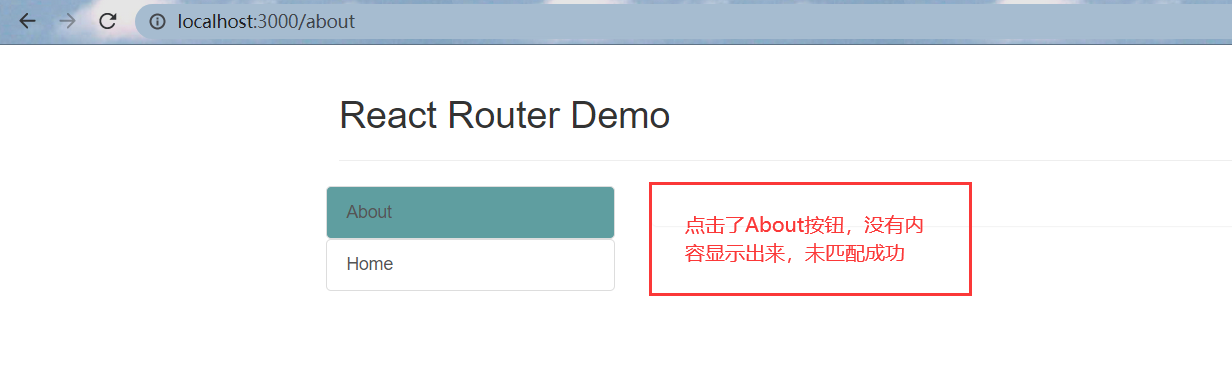 localhost:3000/about
React Router Demo
About
点击了About按钮，没有内
容显示出来，未匹配成功
Home